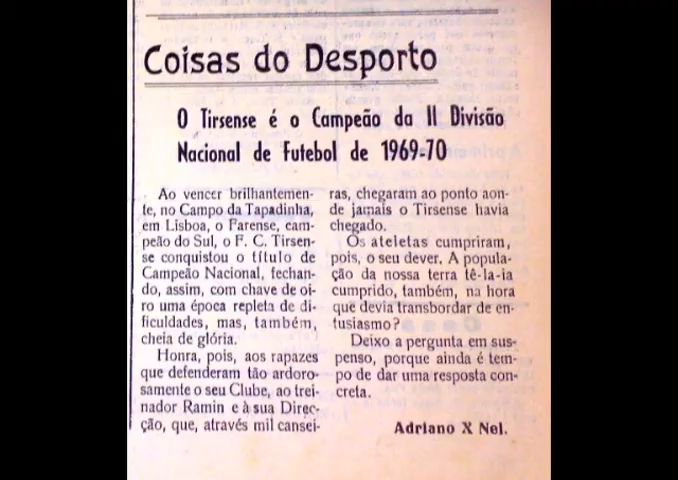 Coisas do Desporto
O Tirsense é o Campeão da II Divisão
Nacional de Futebol de 1969-70
Ao vencer brilhantemen-
te, no Campo da Tapadinha,
em Lisboa, o Farense, cam-
peão do Sul, o F. C. Tirsen-
se conquistou o título de
Campeão Nacional, fechan-
do, assim, com chave de oi-
ro uma época repleta de di-
ficuldades, mas, também,
cheia de glória.
Honra, pois, aos rapazes
que defenderam tão ardoro-
samente o seu Clube, ao trei-
nador Ramin e à sua Direc-
ção, que, através mil cansei-
ras, chegaram ao ponto aon-
de jamais o Tirsense havia
chegado.
Os ateletas cumpriram,
pois, o seu dever. A popula-
ção da nossa terra tê-la-ia
cumprido, também, na hora
que devia transbordar de en-
tusiasmo?
Deixo a pergunta em sus-
penso, porque ainda é tem-
po de dar uma resposta con-
creta.
Adriano X Nel.